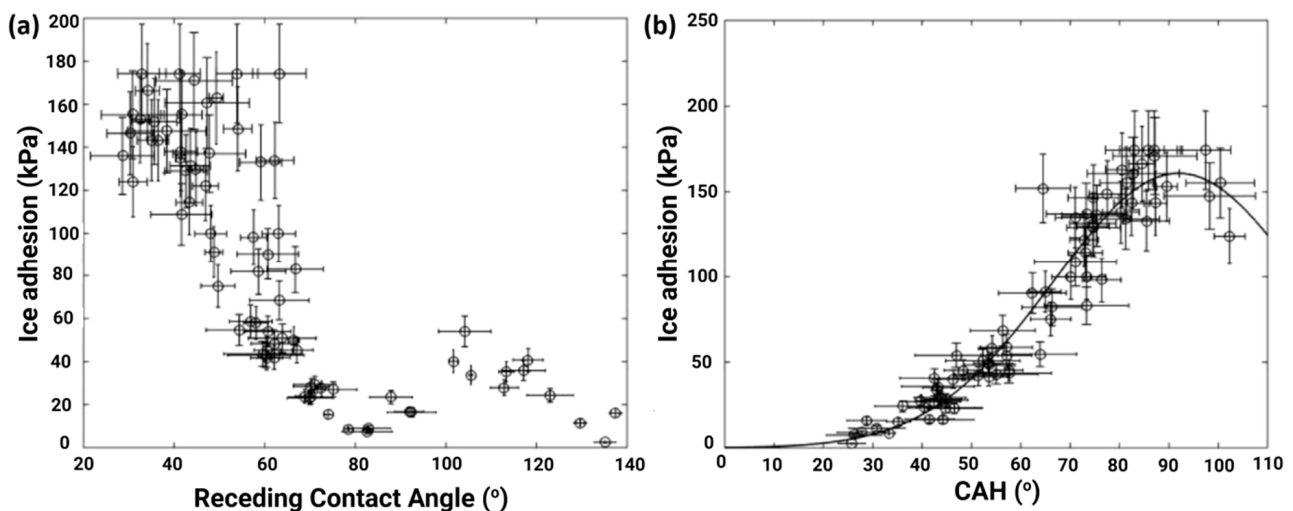 (a)
200
180
160
140
120
100
80
60
40
20
0
Ice adhesion (kPa)
20 40 60 80 100 120 140
Receding Contact Angle (°)
(b)
250
200
150
100
50
0
Ice adhesion (kPa)
0 10 20 30 40 50 60 70 80 90 100 110
CAH (°)